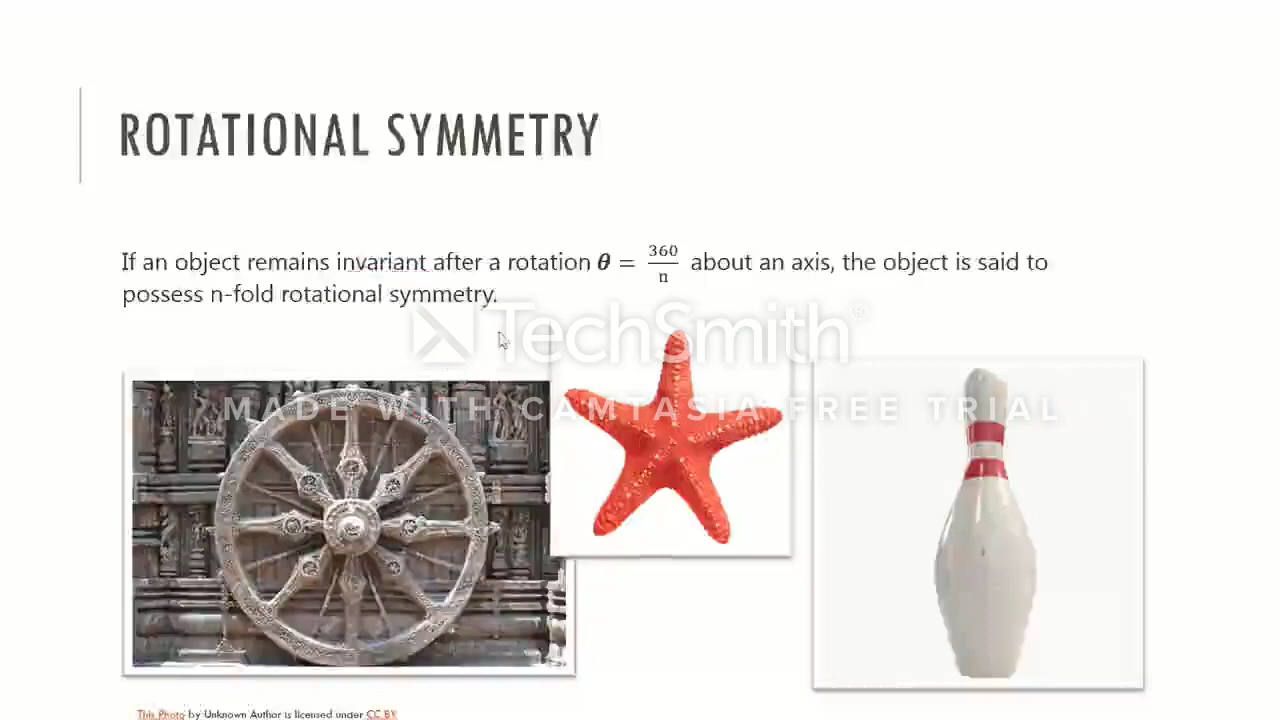 ROTATIONAL SYMMETRY
If an object remains invariant after a rotation θ = 360/n about an axis, the object is said to
possess n-fold rotational symmetry.
TechSmith®
MADE WITH CAMTASIA FREE TRIAL
This Photo by Unknown Author is licensed under CC BY